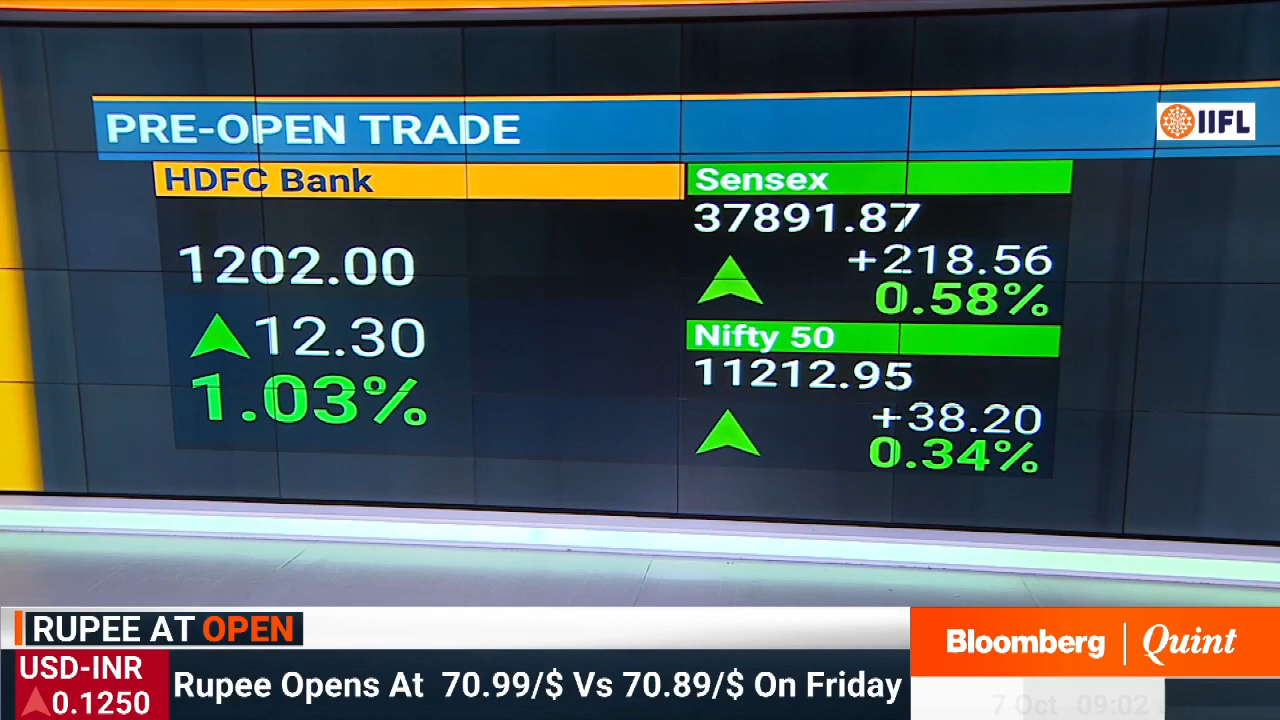 PRE-OPEN TRADE
IIFL
HDFC Bank
1202.00
12.30
1.03%
Sensex
37891.87
+218.56
0.58%
Nifty 50
11212.95
+38.20
0.34%
RUPEE AT OPEN
USD-INR
0.1250
Rupee Opens At 70.99/$ Vs 70.89/$ On Friday
Bloomberg | Quint
7 Oct 09:02